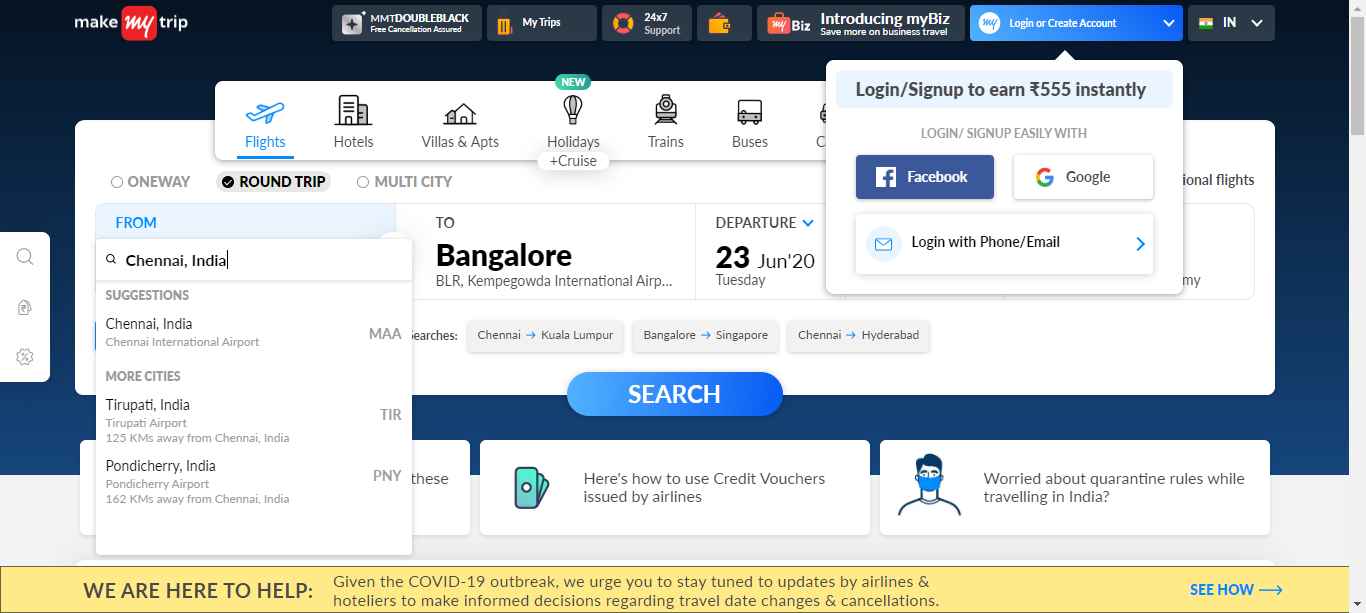 make my trip
MMTDOUBLEBLACK
Free Cancellation Assured
My Trips
24x7
Support
my Biz
Introducing myBiz
Save more on business travel
my
Login or Create Account
IN
Login/Signup to earn ₹555 instantly
LOGIN/ SIGNUP EASILY WITH
Facebook
Google
Login with Phone/Email
NEW
Flights
Hotels
Villas & Apts
Holidays
+Cruise
Trains
Buses
C
ONEWAY
ROUND TRIP
MULTI CITY
ional flights
FROM
Chennai, India
TO
Bangalore
BLR, Kempegowda International Airp...
DEPARTURE
23 Jun'20
Tuesday
my
SUGGESTIONS
Chennai, India
Chennai International Airport
MAA
MORE CITIES
Tirupati, India
Tirupati Airport
125 KMs away from Chennai, India
TIR
Pondicherry, India
Pondicherry Airport
162 KMs away from Chennai, India
PNY
earches:
Chennai → Kuala Lumpur
Bangalore → Singapore
Chennai → Hyderabad
SEARCH
these
Here's how to use Credit Vouchers
issued by airlines
Worried about quarantine rules while
travelling in India?
WE ARE HERE TO HELP:
Given the COVID-19 outbreak, we urge you to stay tuned to updates by airlines &
hoteliers to make informed decisions regarding travel date changes & cancellations.
SEE HOW